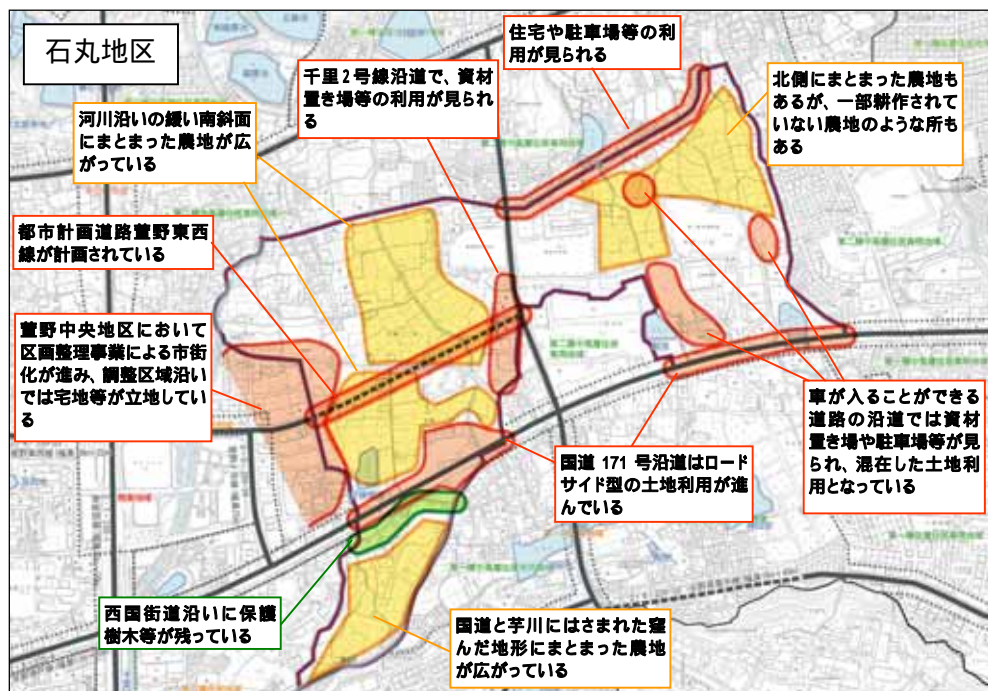 石丸地区
住宅や駐車場等の利
用が見られる
千里2号線沿道で、資材
置き場等の利用が見られ
る
北側にまとまった農地も
あるが、一部耕作されて
いない農地のような所も
ある
河川沿いの緩い南斜面
にまとまった農地が広
がっている
都市計画道路萱野東西
線が計画されている
萱野中央地区において
区画整理事業による市街
化が進み、調整区域沿い
では宅地等が立地してい
る
車が入ることができる
道路の沿道では資材
置き場や駐車場等が見
られ、混在した土地利
用となっている
国道 171 号沿道はロード
サイド型の土地利用が進
んでいる
西国街道沿いに保護
樹木等が残っている
国道と芋川にはさまれた窪
んだ地形にまとまった農地
が広がっている